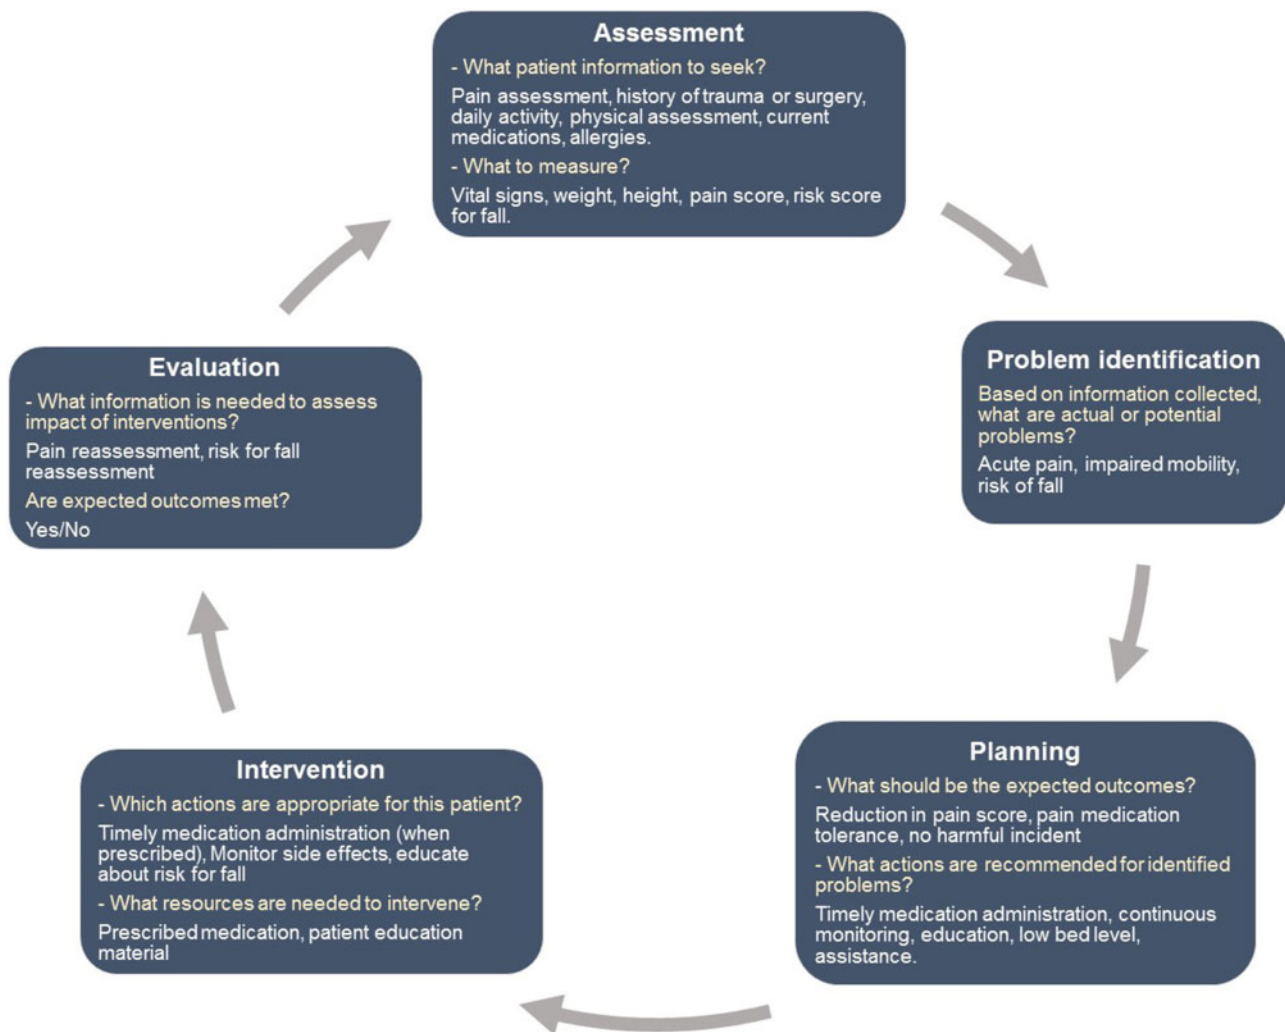 Assessment
- What patient information to seek?
Pain assessment, history of trauma or surgery,
daily activity, physical assessment, current
medications, allergies.
- What to measure?
Vital signs, weight, height, pain score, risk score
for fall.
Problem identification
Based on information collected,
what are actual or potential
problems?
Acute pain, impaired mobility,
risk of fall
Planning
- What should be the expected outcomes?
Reduction in pain score, pain medication
tolerance, no harmful incident
- What actions are recommended for identified
problems?
Timely medication administration, continuous
monitoring, education, low bed level,
assistance.
Intervention
- Which actions are appropriate for this patient?
Timely medication administration (when
prescribed), Monitor side effects, educate
about risk for fall
- What resources are needed to intervene?
Prescribed medication, patient education
material
Evaluation
- What information is needed to assess
impact of interventions?
Pain reassessment, risk for fall
reassessment
Are expected outcomes met?
Yes/No